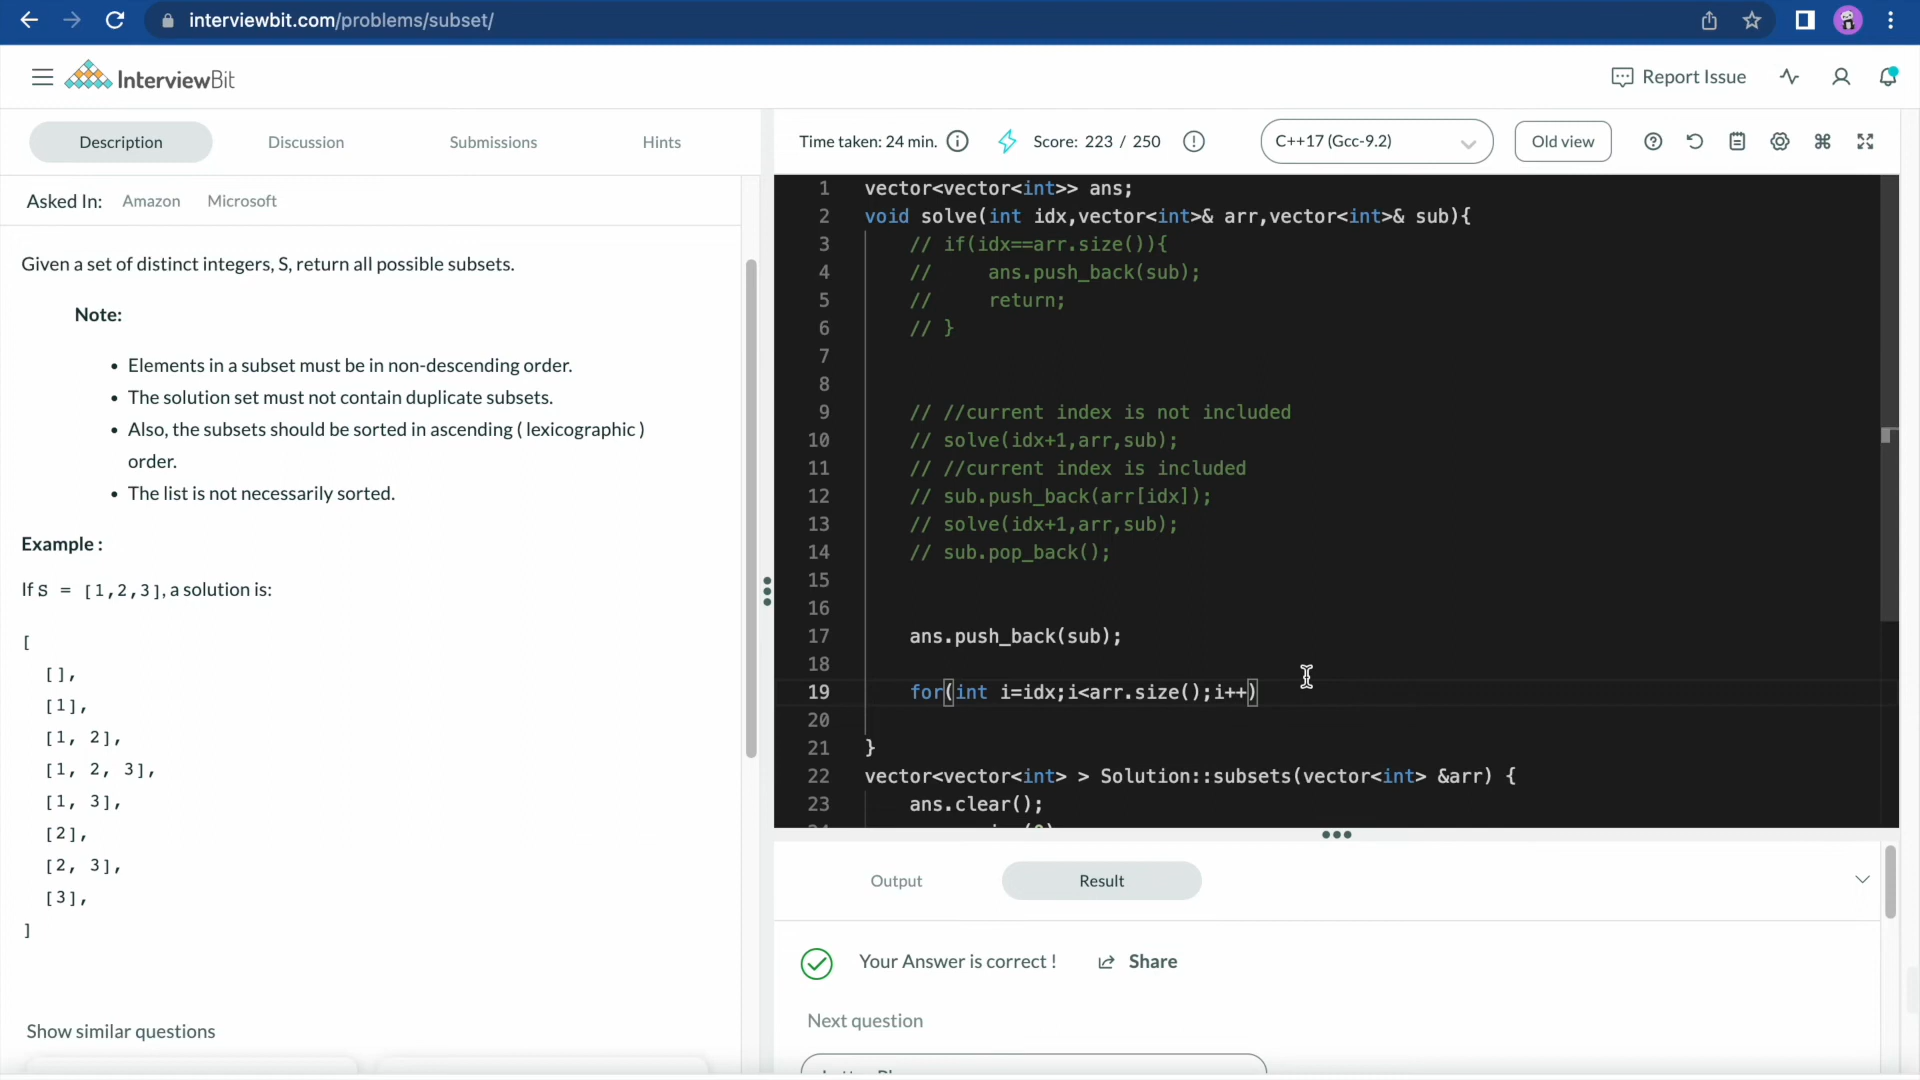 interviewbit.com/problems/subset/
InterviewBit
Report Issue
Description
Discussion
Submissions
Hints
Time taken: 24 min.
Score: 223 / 250
C++17 (Gcc-9.2)
Old view
Asked In: Amazon Microsoft
Given a set of distinct integers, S, return all possible subsets.
Note:
• Elements in a subset must be in non-descending order.
• The solution set must not contain duplicate subsets.
• Also, the subsets should be sorted in ascending ( lexicographic )
order.
• The list is not necessarily sorted.
Example :
If S = [1,2,3], a solution is:
[
[],
[1],
[1, 2],
[1, 2, 3],
[1, 3],
[2],
[2, 3],
[3],
]
Show similar questions
1 vector<vector<int>> ans;
2 void solve(int idx,vector<int>& arr,vector<int>& sub){
3 // if(idx==arr.size()){
4 //     ans.push_back(sub);
5 //     return;
6 // }
7
8
9 // //current index is not included
10 // solve(idx+1,arr,sub);
11 // //current index is included
12 // sub.push_back(arr[idx]);
13 // solve(idx+1,arr,sub);
14 // sub.pop_back();
15
16
17 ans.push_back(sub);
18
19 for(int i=idx;i<arr.size();i++)
20
21 }
22 vector<vector<int> > Solution::subsets(vector<int> &arr) {
23 ans.clear();
Output
Result
Your Answer is correct !
Share
Next question